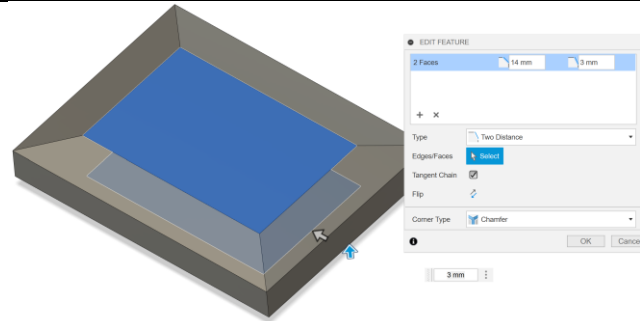 EDIT FEATURE
2 Faces 14 mm 3 mm
Type Two Distance
Edges/Faces Select
Tangent Chain
Flip
Corner Type Chamfer
OK Cance
3 mm